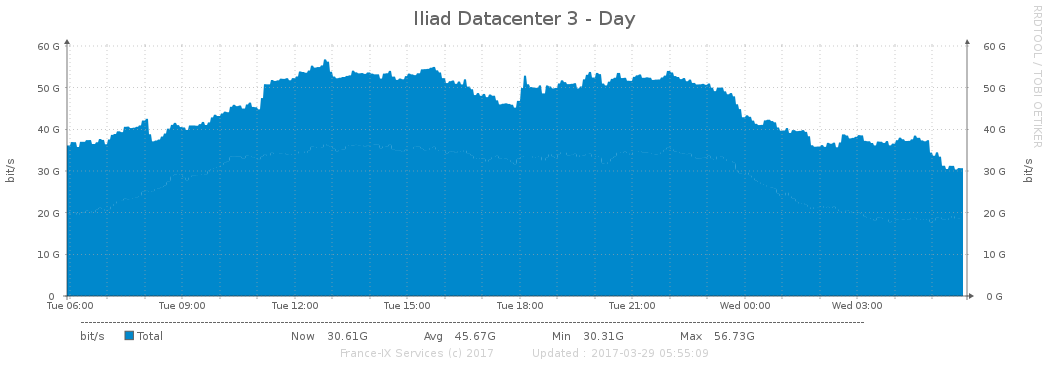 Iliad Datacenter 3 - Day
RRDTOOL / TOBI OETIKER
60 G 60 G
50 G 50 G
40 G 40 G
30 G 30 G
20 G 20 G
10 G 10 G
0 0 G
bit/s bit/s
Tue 06:00 Tue 09:00 Tue 12:00 Tue 15:00 Tue 18:00 Tue 21:00 Wed 00:00 Wed 03:00
bit/s Total Now 30.61G Avg 45.67G Min 30.31G Max 56.73G
France-IX Services (c) 2017 Updated : 2017-03-29 05:55:09